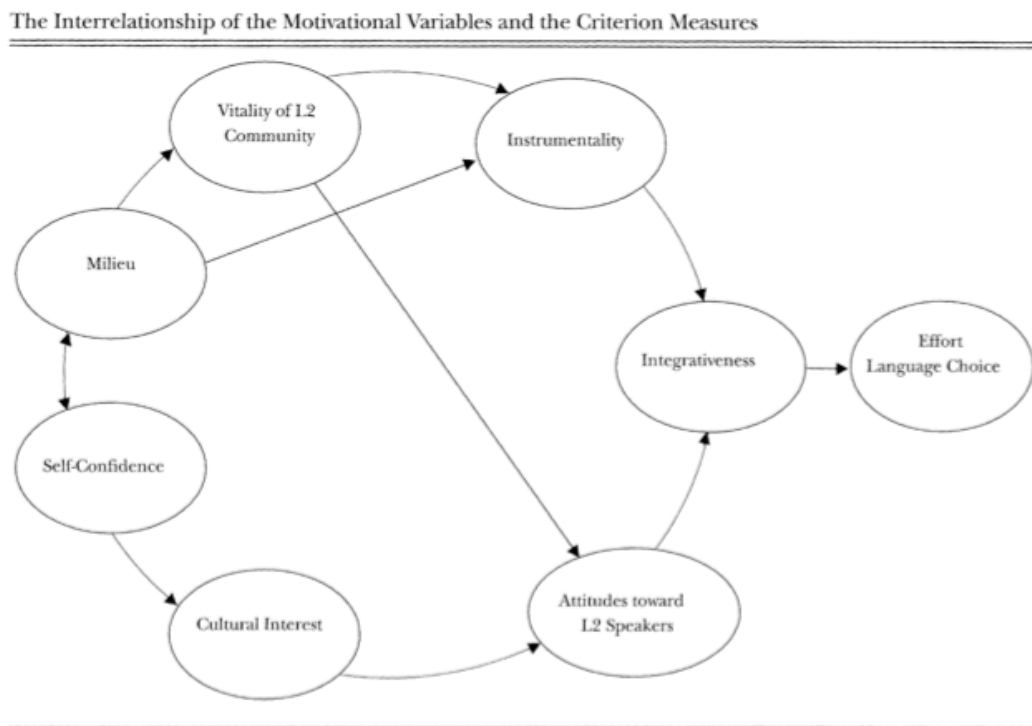 The Interrelationship of the Motivational Variables and the Criterion Measures
Vitality of L2
Community
Instrumentality
Milieu
Integrativeness
Effort
Language Choice
Self-Confidence
Cultural Interest
Attitudes toward
L2 Speakers